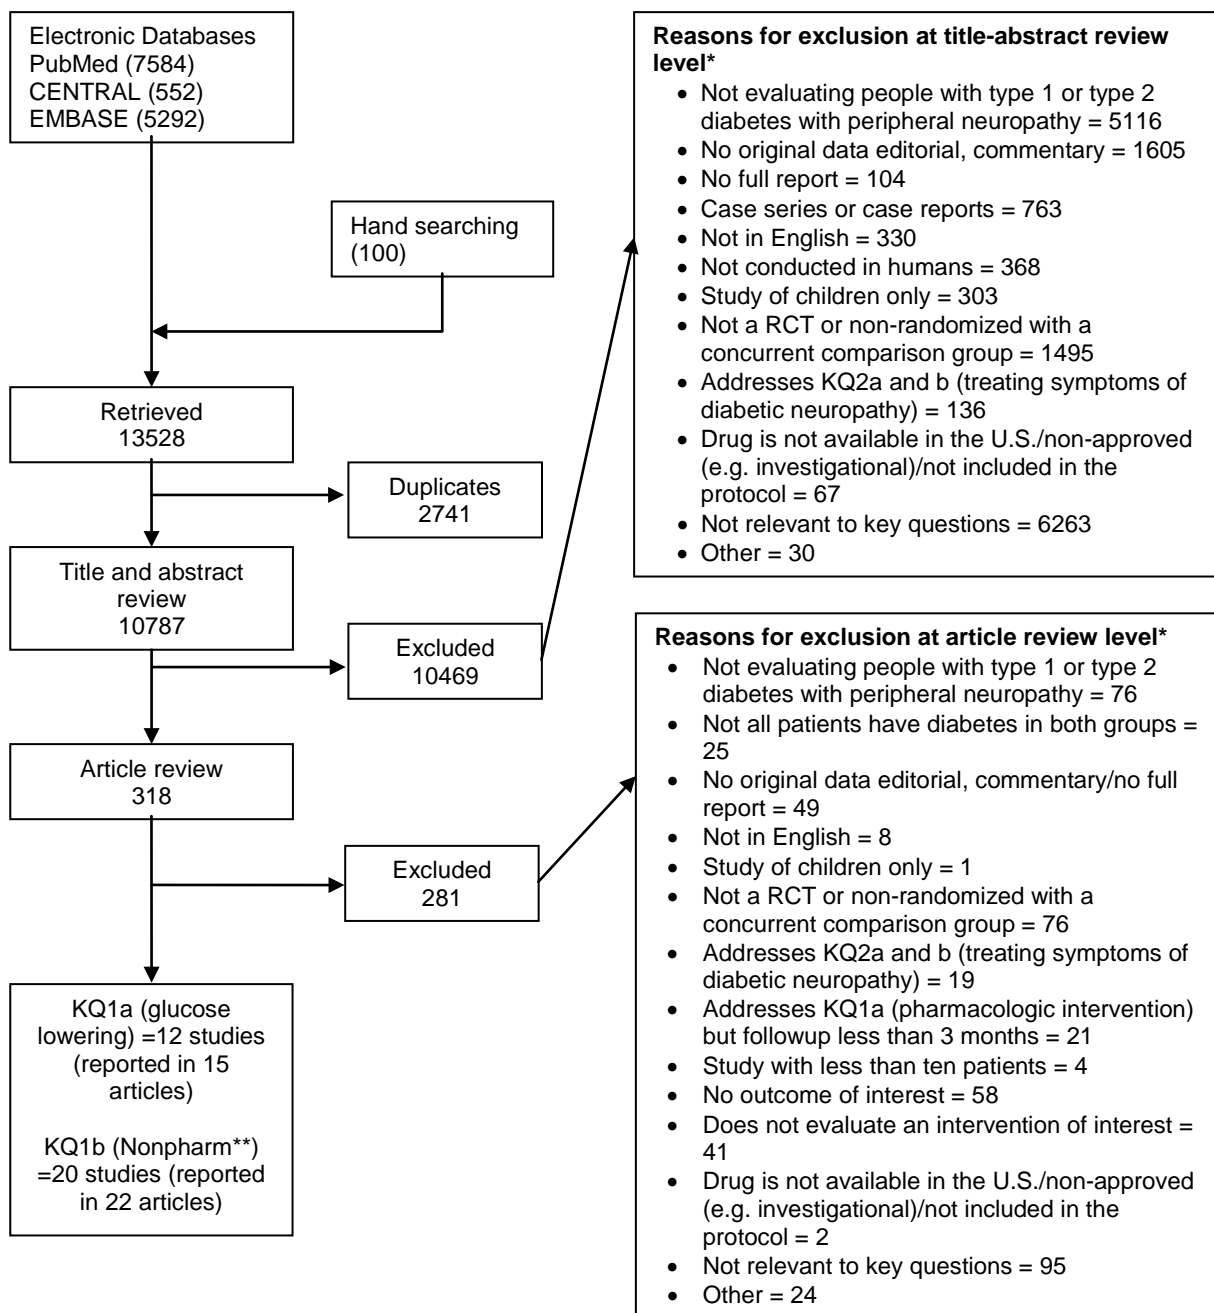 Electronic Databases
PubMed (7584)
CENTRAL (552)
EMBASE (5292)
Hand searching
(100)
Retrieved
13528
Duplicates
2741
Title and abstract
review
10787
Excluded
10469
Article review
318
Excluded
281
KQ1a (glucose
lowering) =12 studies
(reported in 15
articles)
KQ1b (Nonpharm**)
=20 studies (reported
in 22 articles)
Reasons for exclusion at title-abstract review
level*
• Not evaluating people with type 1 or type 2
diabetes with peripheral neuropathy = 5116
• No original data editorial, commentary = 1605
• No full report = 104
• Case series or case reports = 763
• Not in English = 330
• Not conducted in humans = 368
• Study of children only = 303
• Not a RCT or non-randomized with a
concurrent comparison group = 1495
• Addresses KQ2a and b (treating symptoms of
diabetic neuropathy) = 136
• Drug is not available in the U.S./non-approved
(e.g. investigational)/not included in the
protocol = 67
• Not relevant to key questions = 6263
• Other = 30
Reasons for exclusion at article review level*
• Not evaluating people with type 1 or type 2
diabetes with peripheral neuropathy = 76
• Not all patients have diabetes in both groups =
25
• No original data editorial, commentary/no full
report = 49
• Not in English = 8
• Study of children only = 1
• Not a RCT or non-randomized with a
concurrent comparison group = 76
• Addresses KQ2a and b (treating symptoms of
diabetic neuropathy) = 19
• Addresses KQ1a (pharmacologic intervention)
but followup less than 3 months = 21
• Study with less than ten patients = 4
• No outcome of interest = 58
• Does not evaluate an intervention of interest =
41
• Drug is not available in the U.S./non-approved
(e.g. investigational)/not included in the
protocol = 2
• Not relevant to key questions = 95
• Other = 24